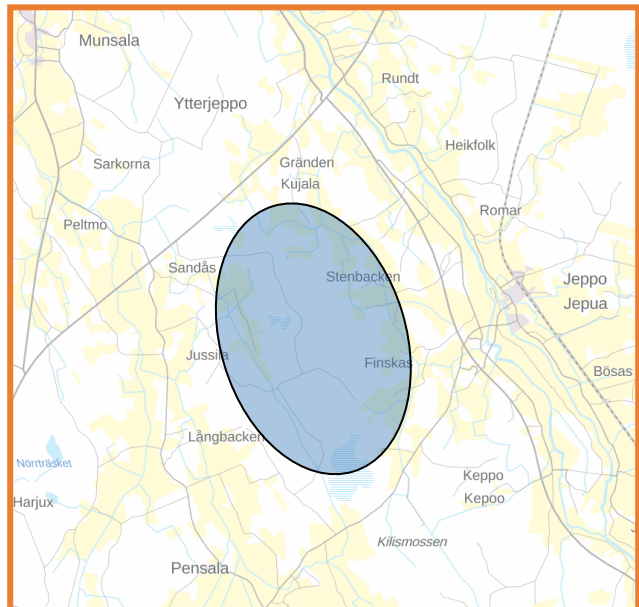 Munsala
Rundt
Ytterjeppo
Heikfolk
Sarkorna
Gränden
Kujala
Romar
Peltmo
Sandås
Stenbacken
Jeppo
Jepua
Jussila
Finskas
Bösas
Långbacken
Nörrträsket
Keppo
Kepoo
Harjux
Kilismossen
Pensala